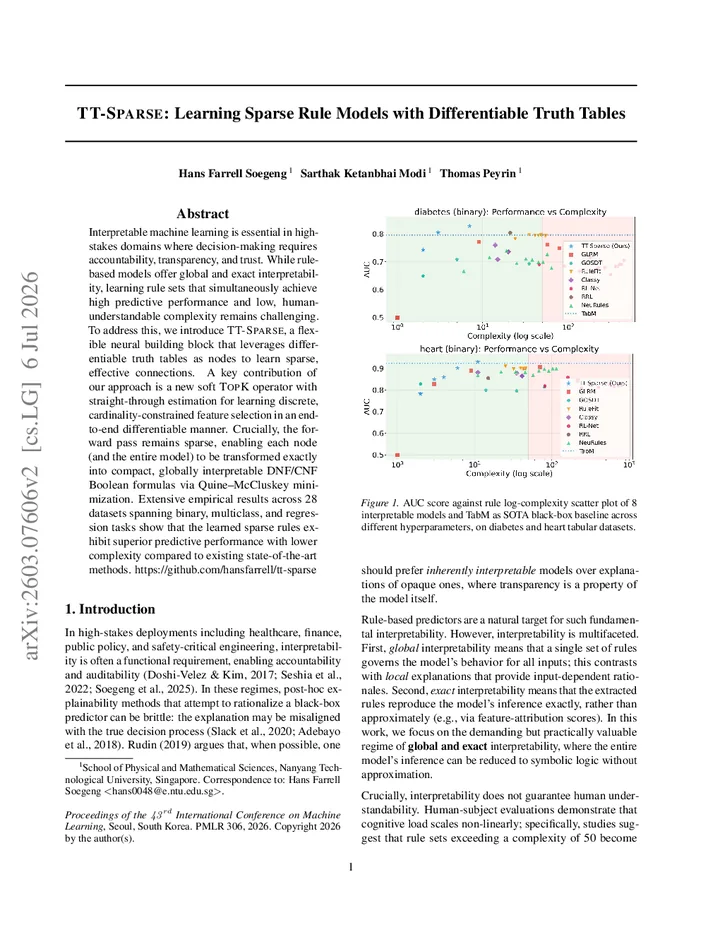 TT-SPARSE: Learning Sparse Rule Models with Differentiable Truth Tables
Hans Farrell Soegeng 1 Sarthak Ketanbhai Modi 1 Thomas Peyrin 1
Abstract
Interpretable machine learning is essential in high-
stakes domains where decision-making requires
accountability, transparency, and trust. While rule-
based models offer global and exact interpretabil-
ity, learning rule sets that simultaneously achieve
high predictive performance and low, human-
understandable complexity remains challenging.
To address this, we introduce TT-SPARSE, a flex-
ible neural building block that leverages differ-
entiable truth tables as nodes to learn sparse,
effective connections. A key contribution of
our approach is a new soft TOPK operator with
straight-through estimation for learning discrete,
cardinality-constrained feature selection in an end-
to-end differentiable manner. Crucially, the for-
ward pass remains sparse, enabling each node
(and the entire model) to be transformed exactly
into compact, globally interpretable DNF/CNF
Boolean formulas via Quine–McCluskey mini-
mization. Extensive empirical results across 28
datasets spanning binary, multiclass, and regres-
sion tasks show that the learned sparse rules ex-
hibit superior predictive performance with lower
complexity compared to existing state-of-the-art
methods. https://github.com/hansfarrell/tt-sparse
1. Introduction
In high-stakes deployments including healthcare, finance,
public policy, and safety-critical engineering, interpretabil-
ity is often a functional requirement, enabling accountability
and auditability (Doshi-Velez & Kim, 2017; Seshia et al.,
2022; Soegeng et al., 2025). In these regimes, post-hoc ex-
plainability methods that attempt to rationalize a black-box
predictor can be brittle: the explanation may be misaligned
with the true decision process (Slack et al., 2020; Adebayo
et al., 2018). Rudin (2019) argues that, when possible, one
1School of Physical and Mathematical Sciences, Nanyang Tech-
nological University, Singapore. Correspondence to: Hans Farrell
Soegeng <hans0048@e.ntu.edu.sg>.
Proceedings of the 43rd International Conference on Machine
Learning, Seoul, South Korea. PMLR 306, 2026. Copyright 2026
by the author(s).
diabetes (binary): Performance vs Complexity
0.8
0.7
0.6
0.5
AUC
TT-Sparse (Ours)
GLRM
GOSDT
RuleFit
Classy
RL-Net
RRL
NeuRules
TabM
10^0
10^1
10^2
Complexity (log scale)
heart (binary): Performance vs Complexity
0.9
0.8
0.7
0.6
0.5
AUC
TT-Sparse (Ours)
GLRM
GOSDT
RuleFit
Classy
RL-Net
RRL
NeuRules
TabM
Complexity (log scale)
Figure 1. AUC score against rule log-complexity scatter plot of 8
interpretable models and TabM as SOTA black-box baseline across
different hyperparameters, on diabetes and heart tabular datasets.
should prefer inherently interpretable models over explana-
tions of opaque ones, where transparency is a property of
the model itself.
Rule-based predictors are a natural target for such fundamen-
tal interpretability. However, interpretability is multifaceted.
First, global interpretability means that a single set of rules
governs the model's behavior for all inputs; this contrasts
with local explanations that provide input-dependent ratio-
nales. Second, exact interpretability means that the extracted
rules reproduce the model's inference exactly, rather than
approximately (e.g., via feature-attribution scores). In this
work, we focus on the demanding but practically valuable
regime of global and exact interpretability, where the entire
model's inference can be reduced to symbolic logic without
approximation.
Crucially, interpretability does not guarantee human under-
standability. Human-subject evaluations demonstrate that
cognitive load scales non-linearly; specifically, studies sug-
gest that rule sets exceeding a complexity of 50 become
1
arXiv:2603.07606v2 [cs.LG] 6 Jul 2026